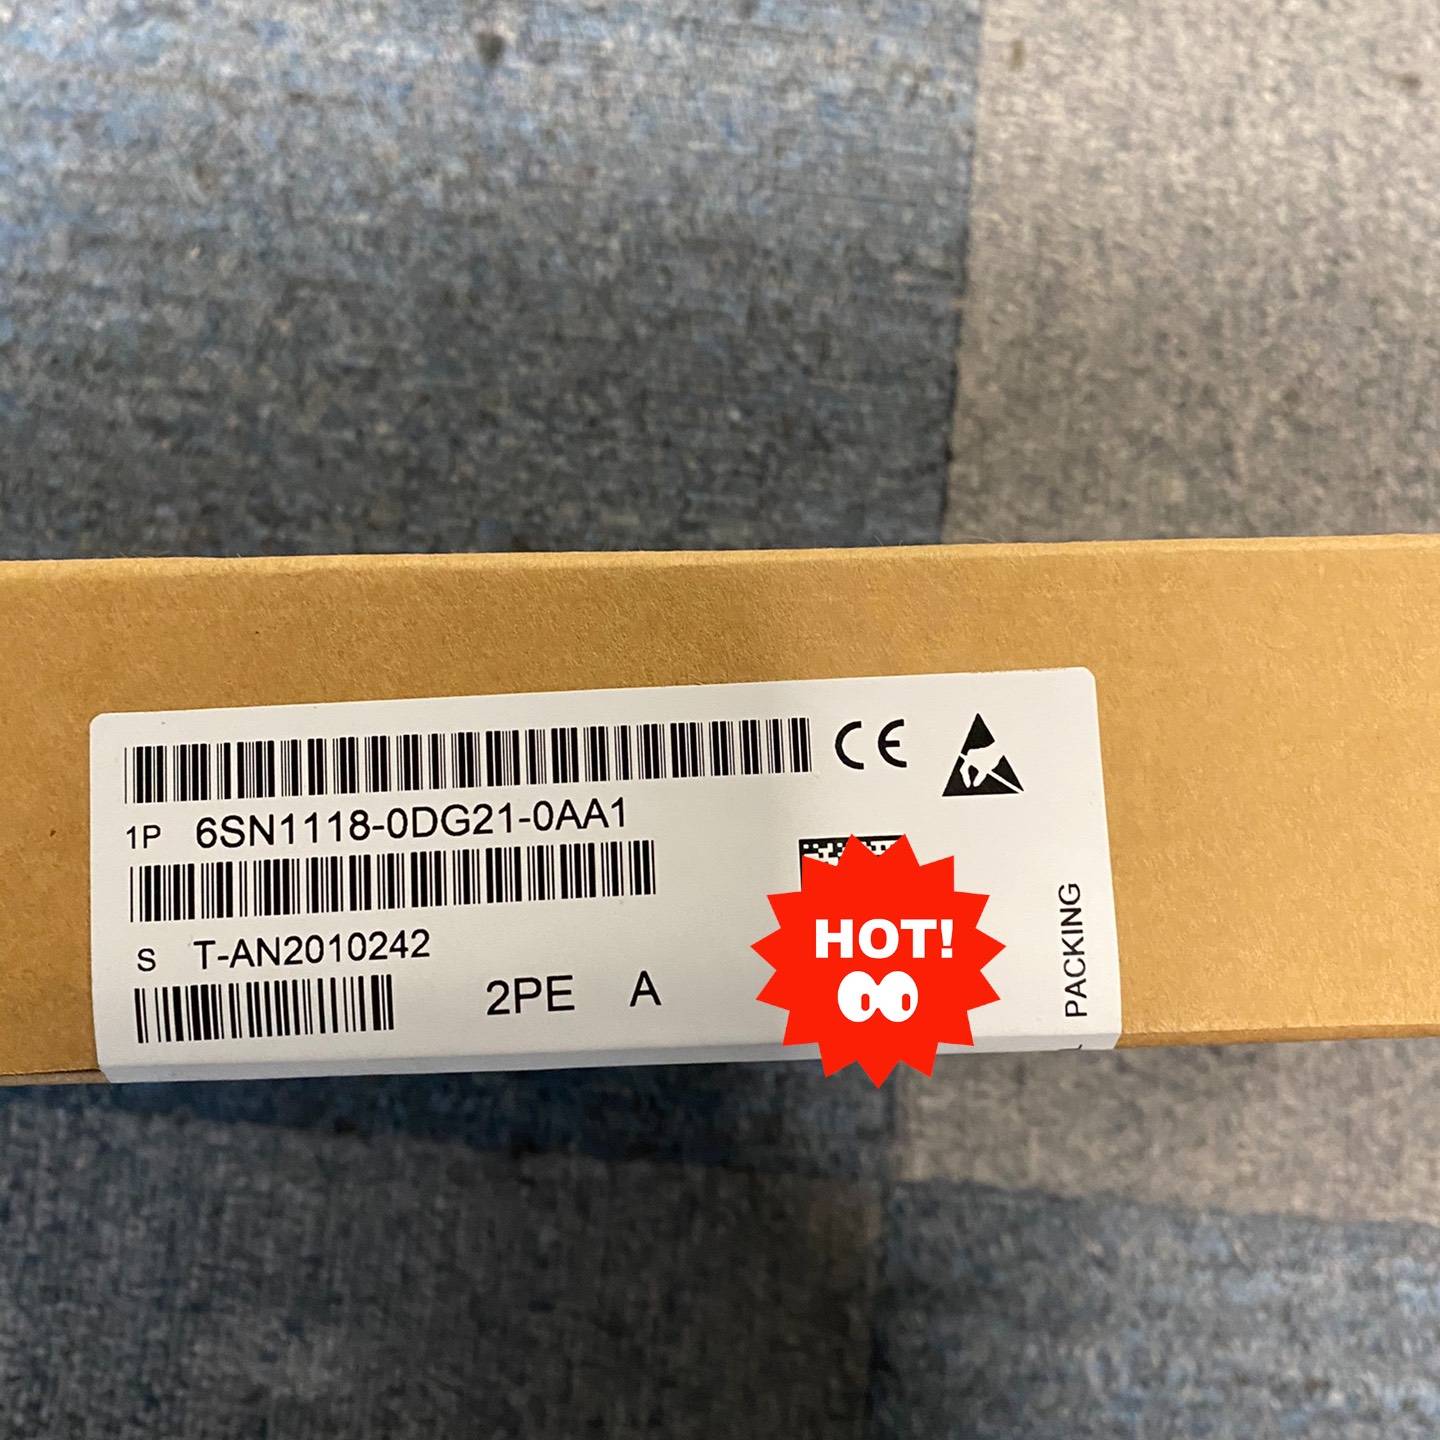 CE
1P 6SN1118-0DG21-0AA1
S T-AN2010242
2PE A
HOT!
PACKING